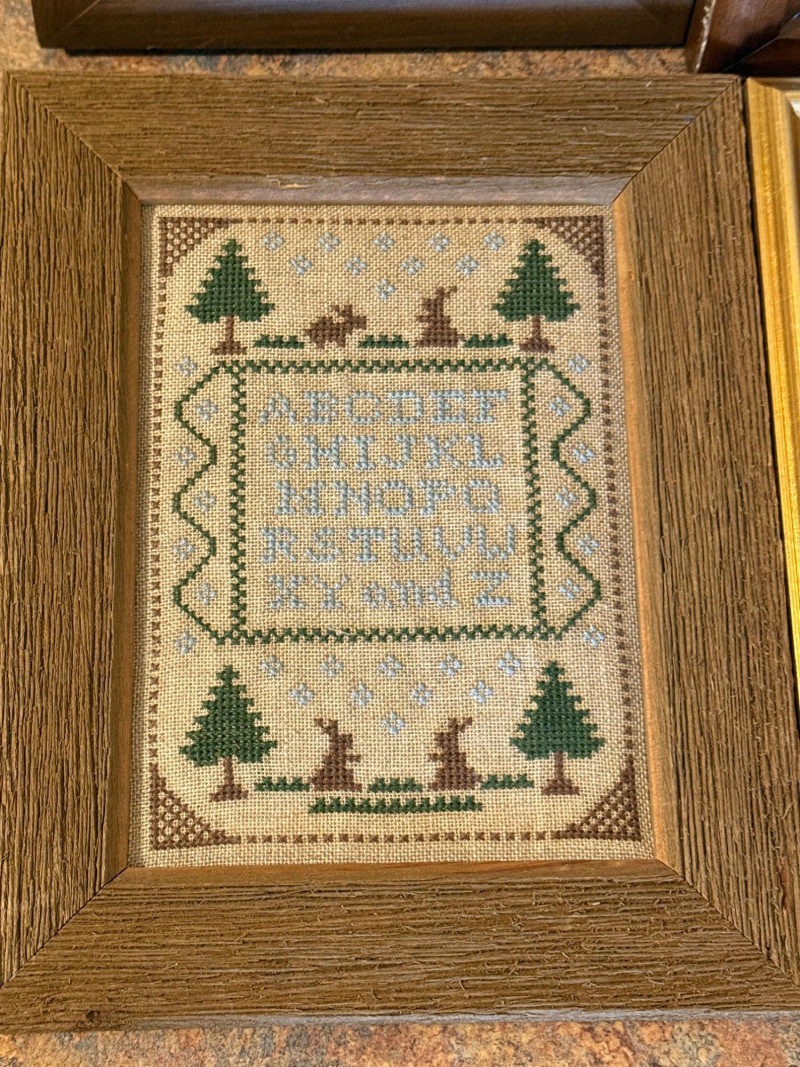 ABCDEF
GHIJKL
MNOPQ
RSTUVW
XY and Z